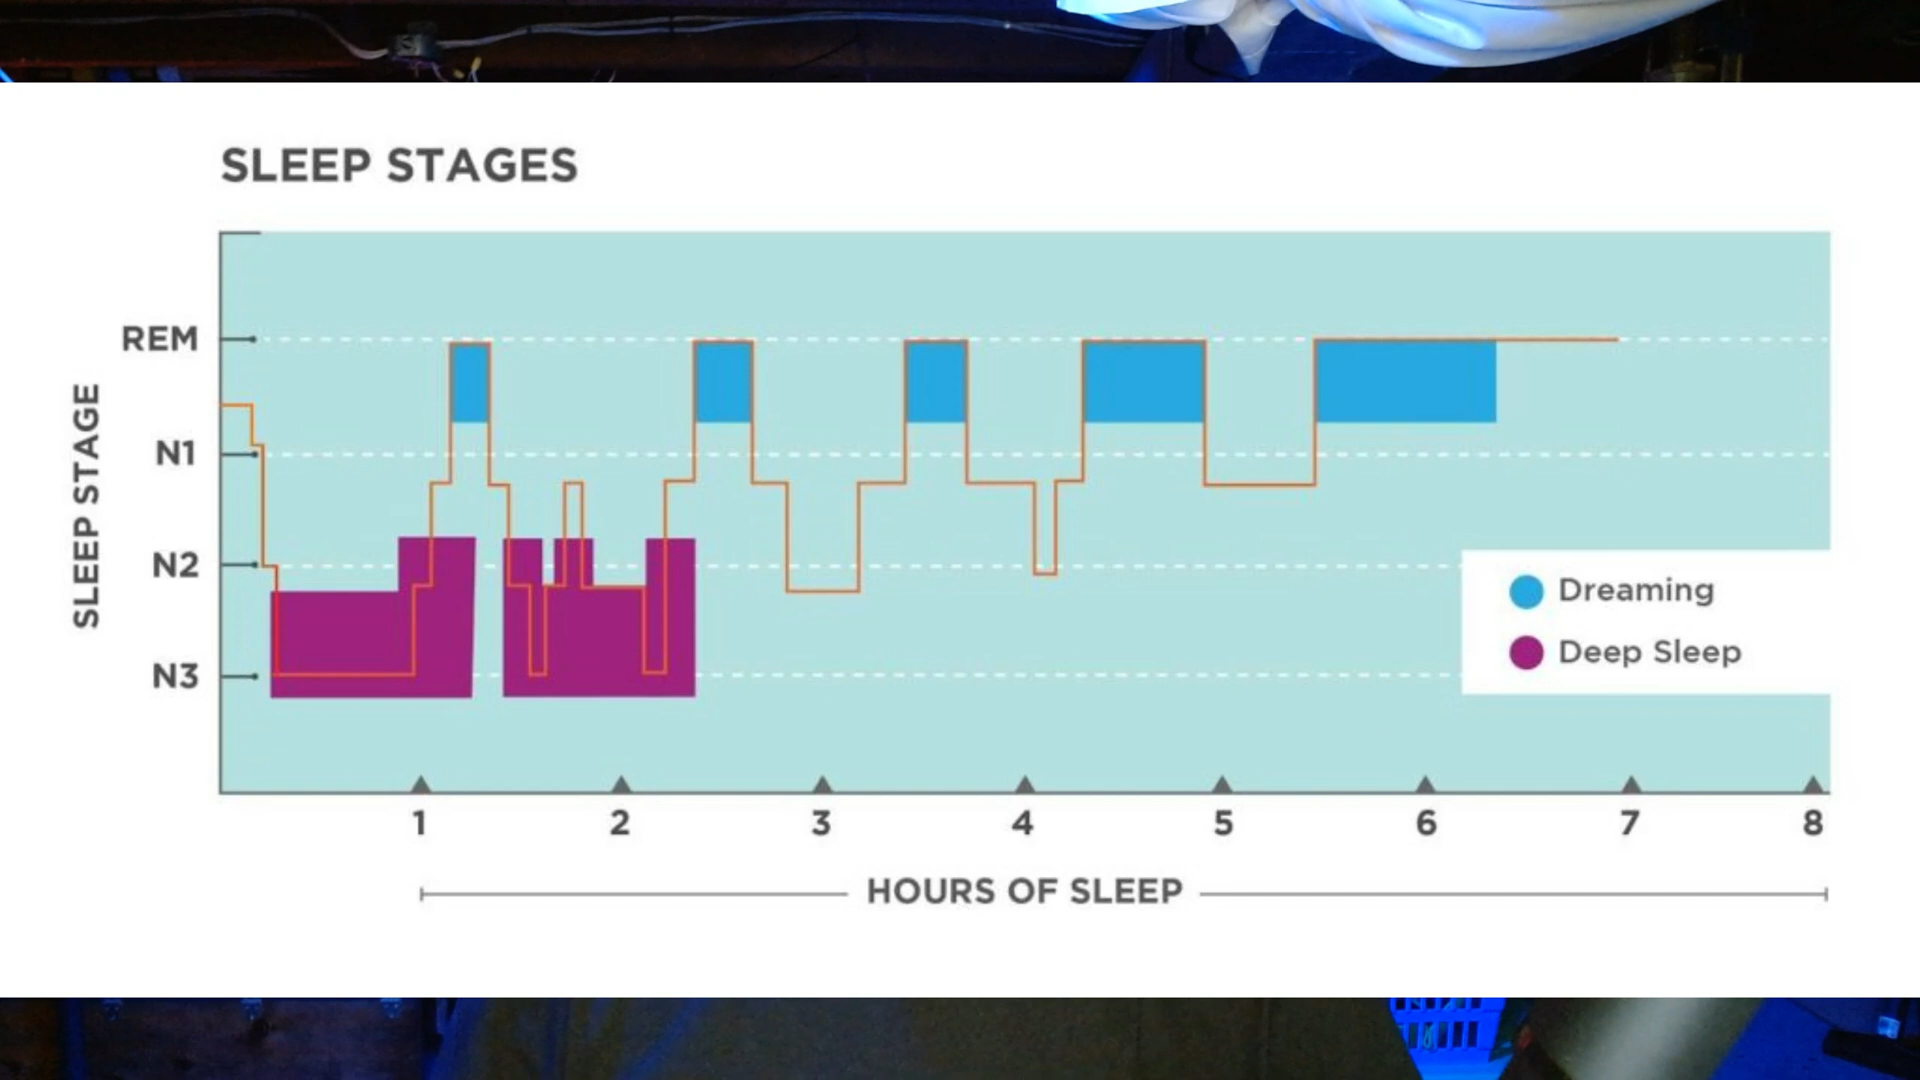 SLEEP STAGES
REM
N1
N2
N3
SLEEP STAGE
Dreaming
Deep Sleep
1 2 3 4 5 6 7 8
HOURS OF SLEEP